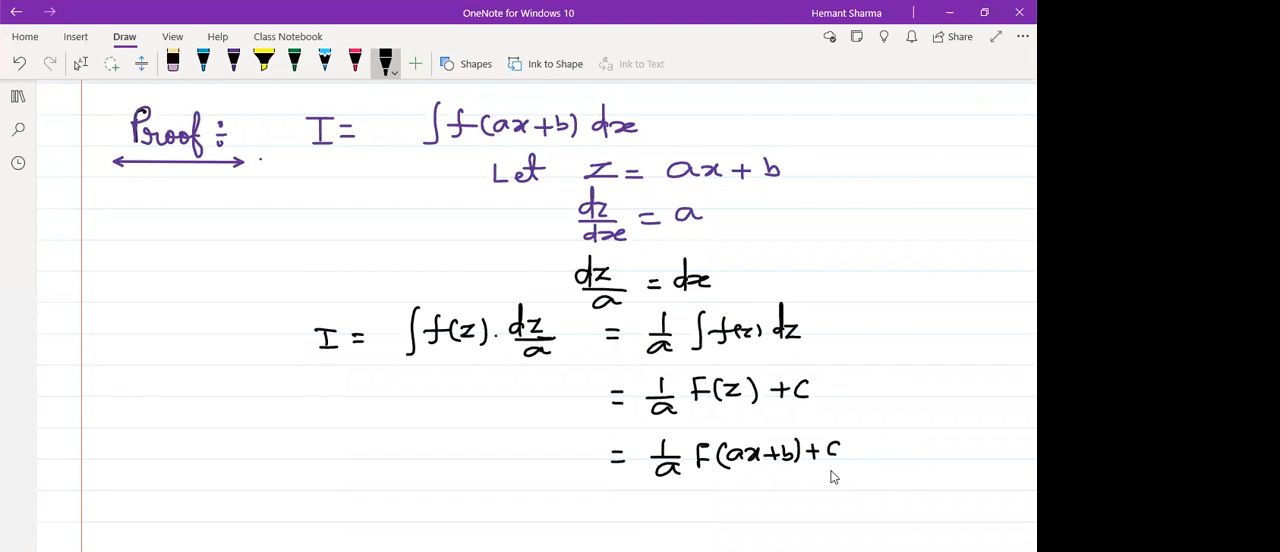 OneNote for Windows 10 Hemant Sharma
Home Insert Draw View Help Class Notebook Share
Shapes Ink to Shape Ink to Text
Proof : I = ∫f(ax+b) dx
Let z = ax + b
dz/dx = a
dz/a = dx
I = ∫f(z) . dz/a = 1/a ∫f(z) dz
= 1/a F(z) + C
= 1/a F(ax+b) + C